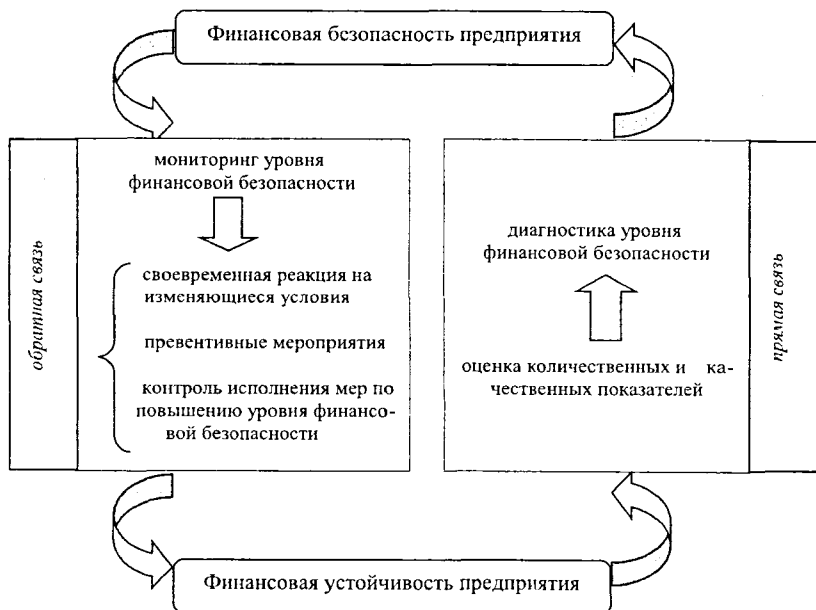 Финансовая безопасность предприятия
обратная связь
мониторинг уровня
финансовой безопасности
своевременная реакция на
изменяющиеся условия
превентивные мероприятия
контроль исполнения мер по
повышению уровня финансо-
вой безопасности
диагностика уровня
финансовой безопасности
оценка количественных и ка-
чественных показателей
прямая связь
Финансовая устойчивость предприятия